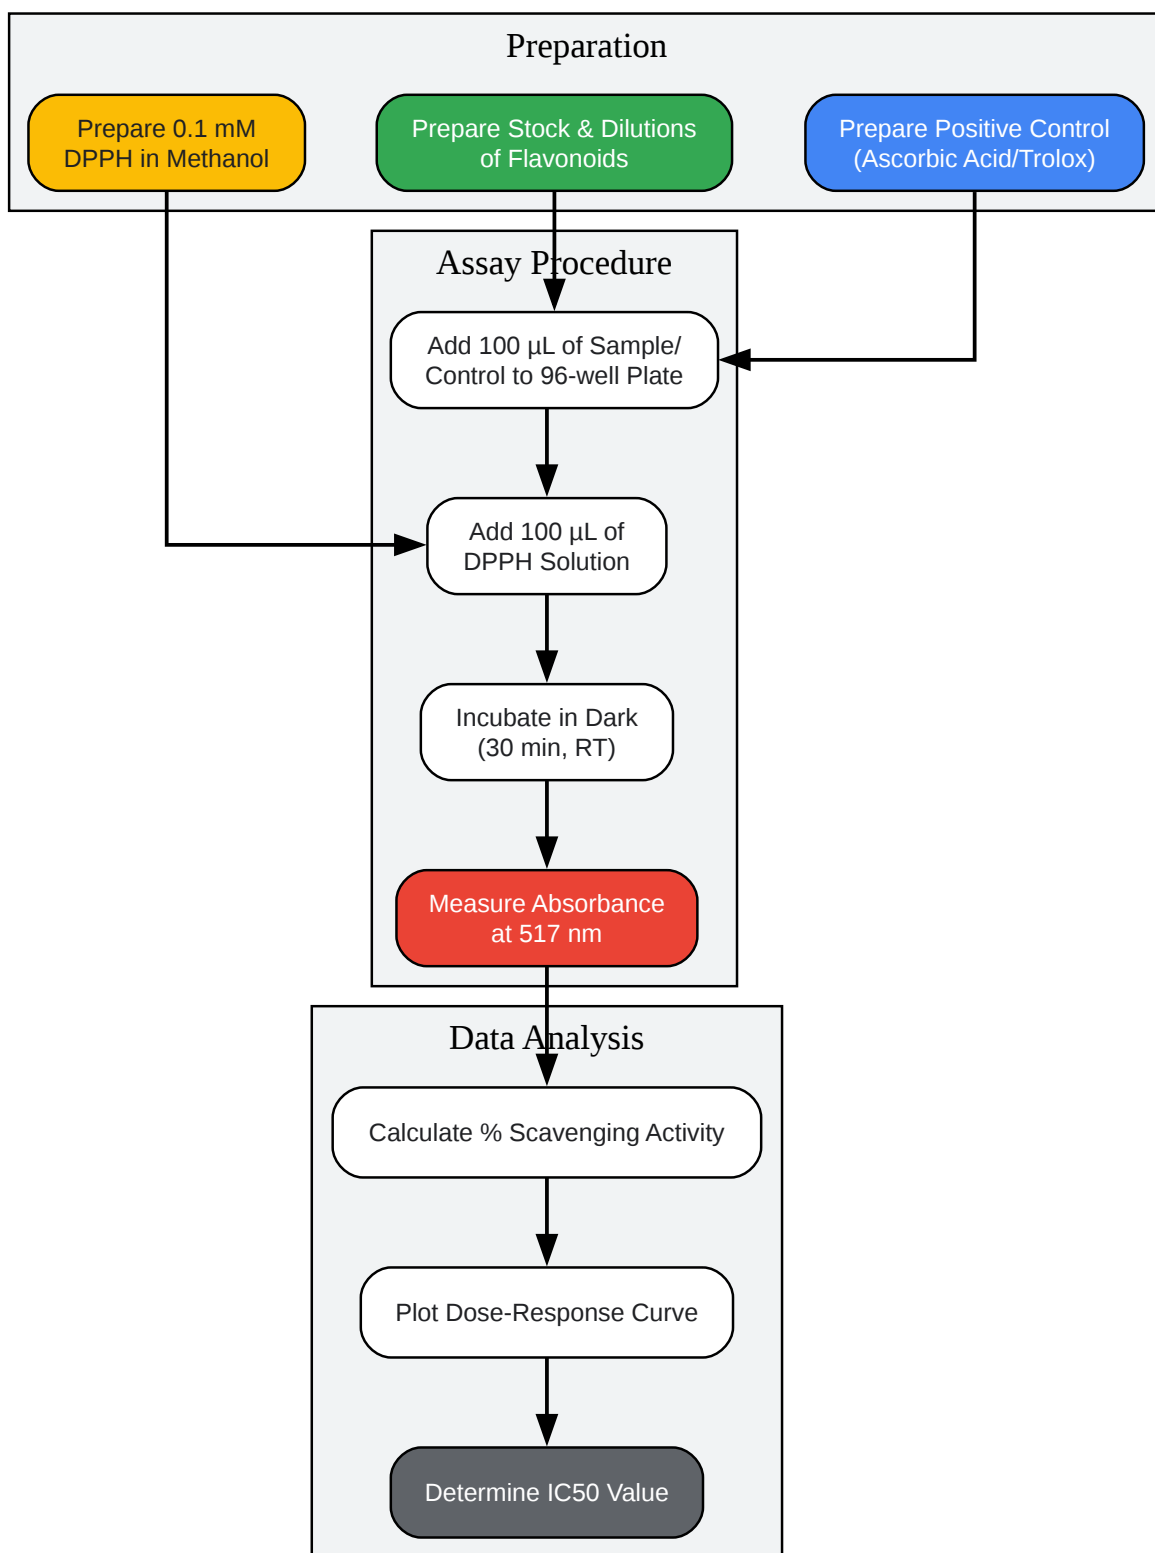 Preparation
Prepare 0.1 mM
DPPH in Methanol
Prepare Stock & Dilutions
of Flavonoids
Prepare Positive Control
(Ascorbic Acid/Trolox)
Assay Procedure
Add 100 µL of Sample/
Control to 96-well Plate
Add 100 µL of
DPPH Solution
Incubate in Dark
(30 min, RT)
Measure Absorbance
at 517 nm
Data Analysis
Calculate % Scavenging Activity
Plot Dose-Response Curve
Determine IC50 Value